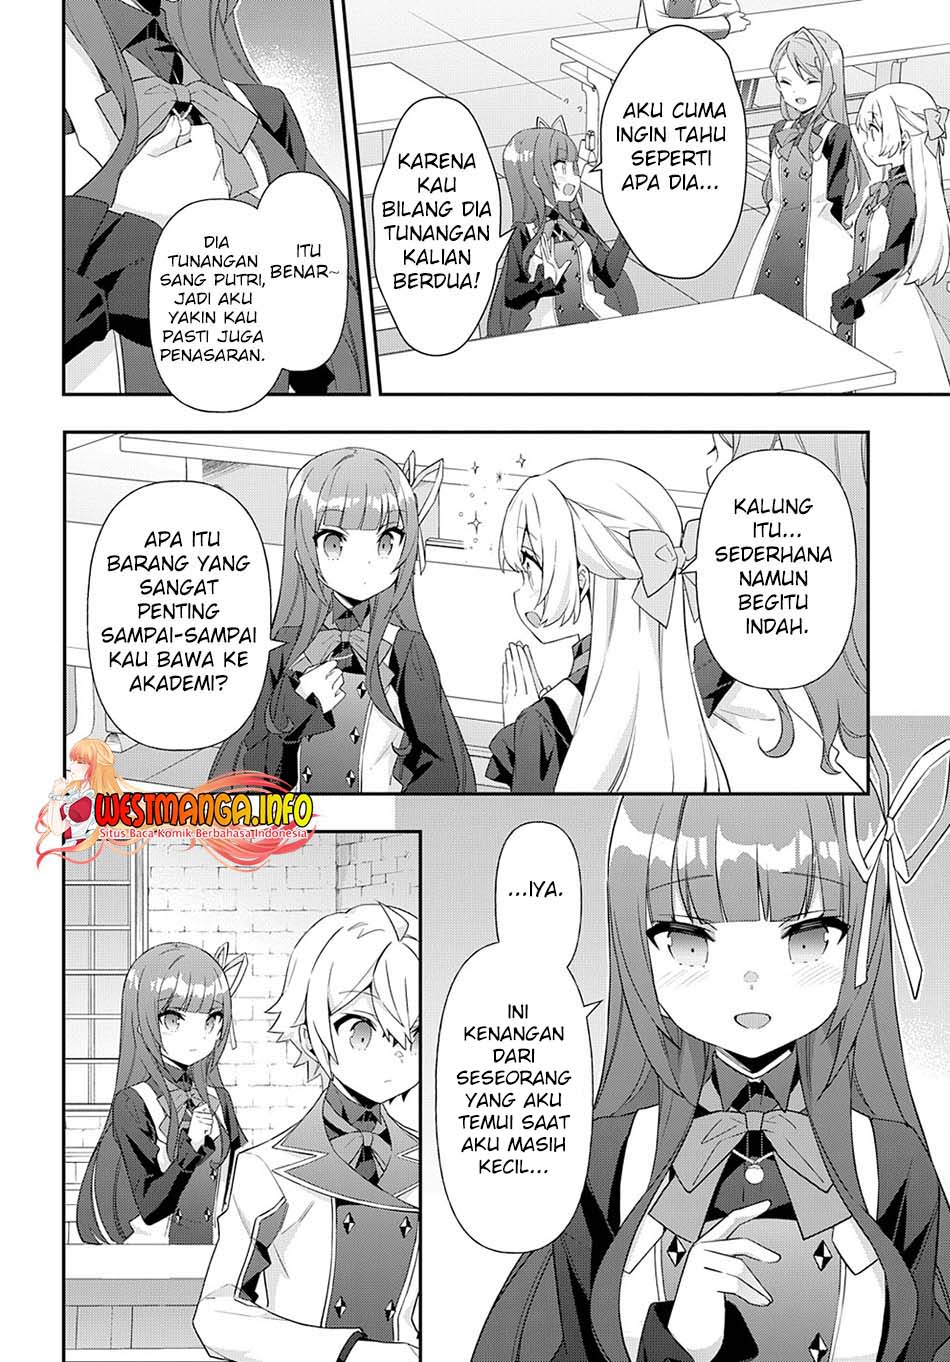 AKU CUMA
INGIN TAHU
SEPERTI
APA DIA...
KARENA
KAU
BILANG DIA
TUNANGAN
KALIAN
BERDUA!
ITU
BENAR~
DIA
TUNANGAN
SANG PUTRI,
JADI AKU
YAKIN KAU
PASTI JUGA
PENASARAN.
KALUNG
ITU...
SEDERHANA
NAMUN
BEGITU
INDAH.
APA ITU
BARANG YANG
SANGAT
PENTING
SAMPAI-SAMPAI
KAU BAWA KE
AKADEMI?
WESTMANGA.INFO
Situs Baca Komik Berbahasa Indonesia
...IYA.
INI
KENANGAN
DARI
SESEORANG
YANG AKU
TEMUI SAAT
AKU MASIH
KECIL...